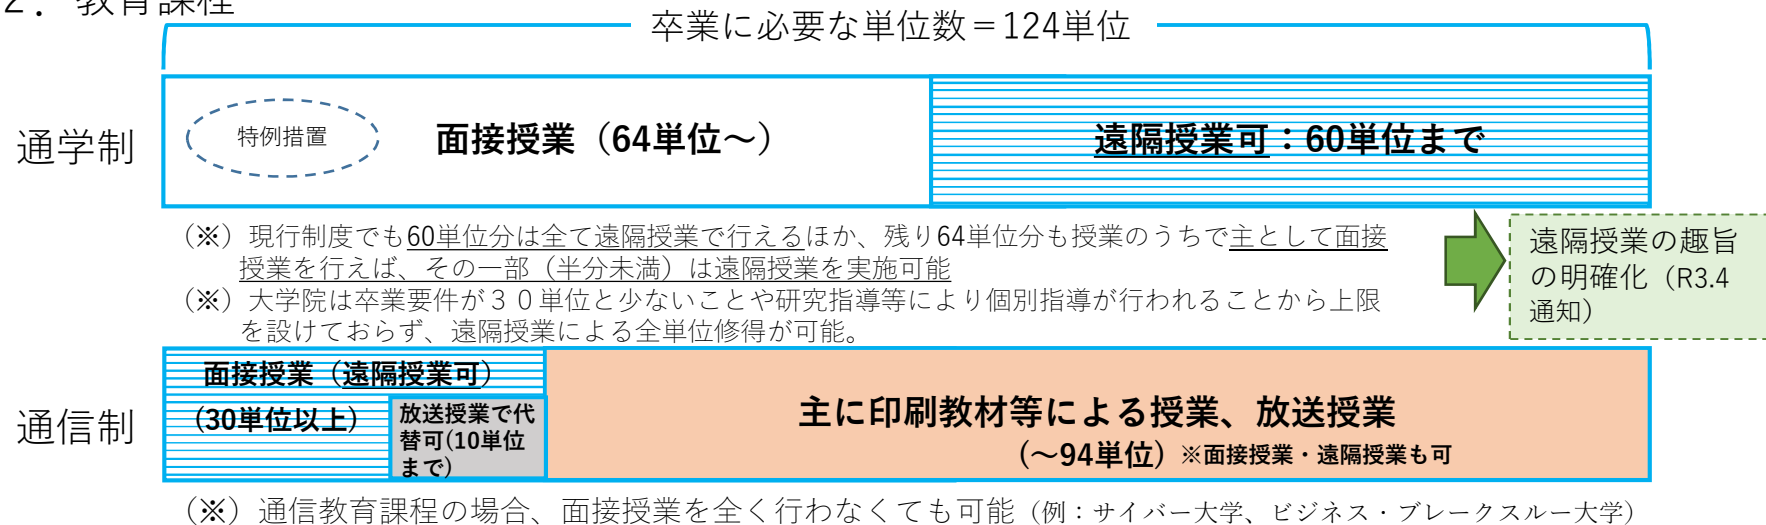 2．教育課程
卒業に必要な単位数＝124単位
通学制
特例措置
面接授業（64単位～）
遠隔授業可：60単位まで
（※）現行制度でも60単位分は全て遠隔授業で行えるほか、残り64単位分も授業のうちで主として面接
授業を行えば、その一部（半分未満）は遠隔授業を実施可能
（※）大学院は卒業要件が３０単位と少ないことや研究指導等により個別指導が行われることから上限
を設けておらず、遠隔授業による全単位修得が可能。
遠隔授業の趣旨
の明確化（R3.4
通知）
通信制
面接授業（遠隔授業可）
（30単位以上）
放送授業で代
替可(10単位
まで)
主に印刷教材等による授業、放送授業
（～94単位）※面接授業・遠隔授業も可
（※）通信教育課程の場合、面接授業を全く行わなくても可能（例：サイバー大学、ビジネス・ブレークスルー大学）